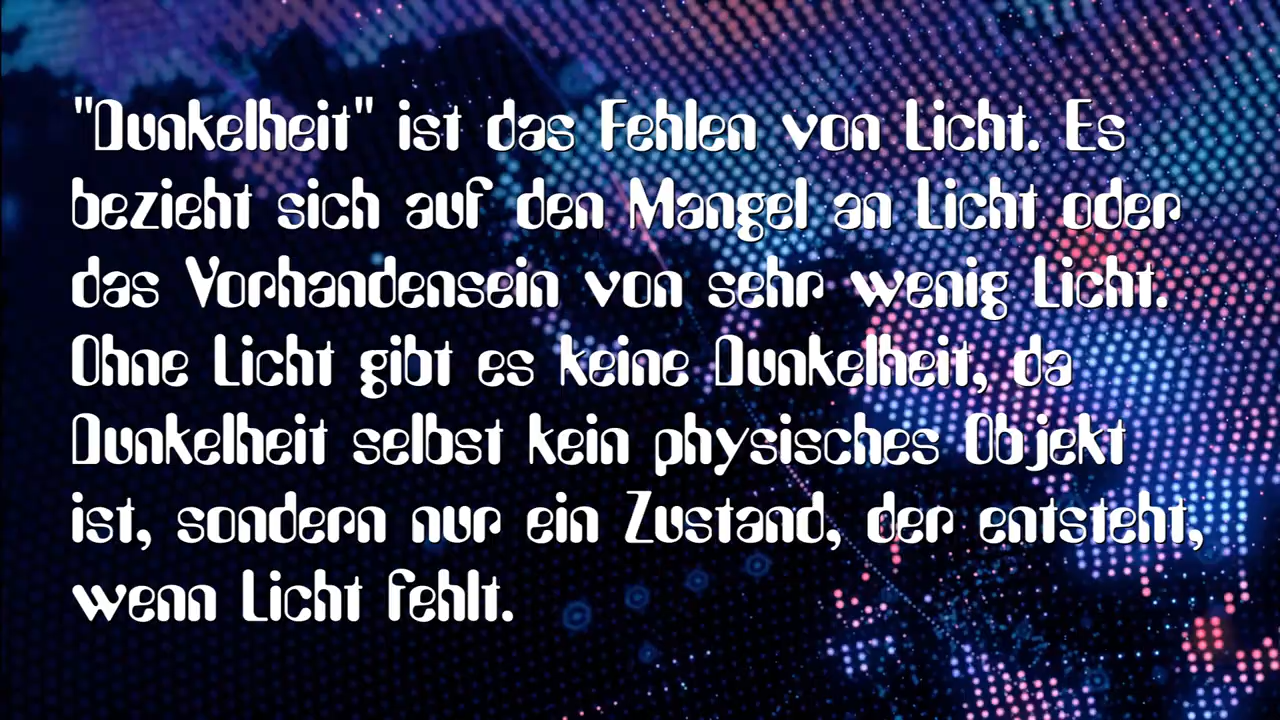 "Dunkelheit" ist das Fehlen von Licht. Es
bezieht sich auf den Mangel an Licht oder
das Vorhandensein von sehr wenig Licht.
Ohne Licht gibt es keine Dunkelheit, da
Dunkelheit selbst kein physisches Objekt
ist, sondern nur ein Zustand, der entsteht,
wenn Licht fehlt.